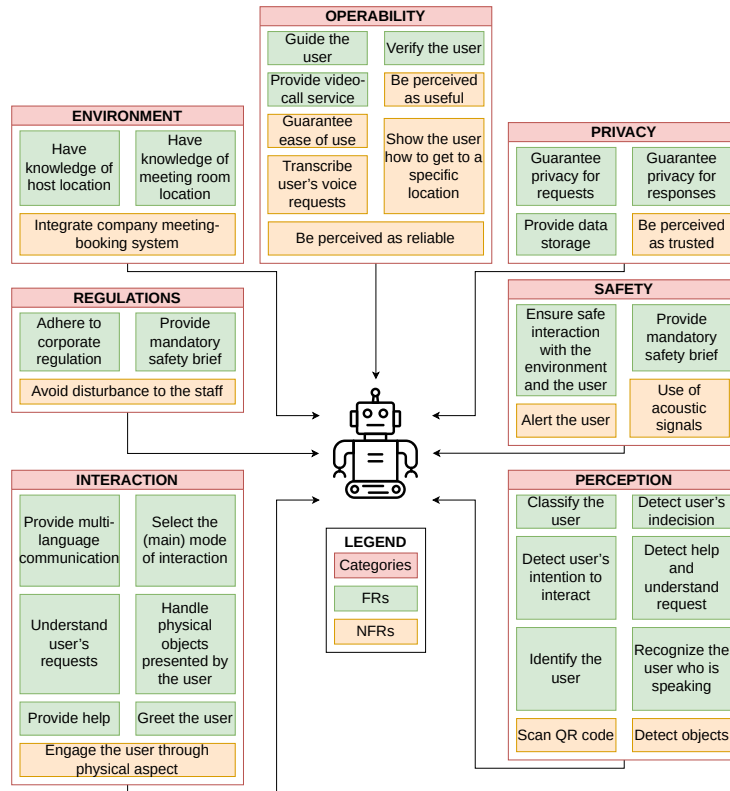 OPERABILITY
Guide the
user
Verify the user
Provide video-
call service
Be perceived
as useful
Guarantee
ease of use
Show the user
how to get to a
specific
location
Transcribe
user's voice
requests
Be perceived as reliable
ENVIRONMENT
Have
knowledge of
host location
Have
knowledge of
meeting room
location
Integrate company meeting-
booking system
PRIVACY
Guarantee
privacy for
requests
Guarantee
privacy for
responses
Provide data
storage
Be perceived
as trusted
REGULATIONS
Adhere to
corporate
regulation
Provide
mandatory
safety brief
Avoid disturbance to the staff
SAFETY
Ensure safe
interaction
with the
environment
and the user
Provide
mandatory
safety brief
Alert the user
Use of
acoustic
signals
INTERACTION
Provide multi-
language
communication
Select the
(main) mode
of interaction
Understand
user's
requests
Handle
physical
objects
presented by
the user
Provide help
Greet the user
Engage the user through
physical aspect
LEGEND
Categories
FRs
NFRs
PERCEPTION
Classify the
user
Detect user's
indecision
Detect user's
intention to
interact
Detect help
and
understand
request
Identify the
user
Recognize the
user who is
speaking
Scan QR code
Detect objects